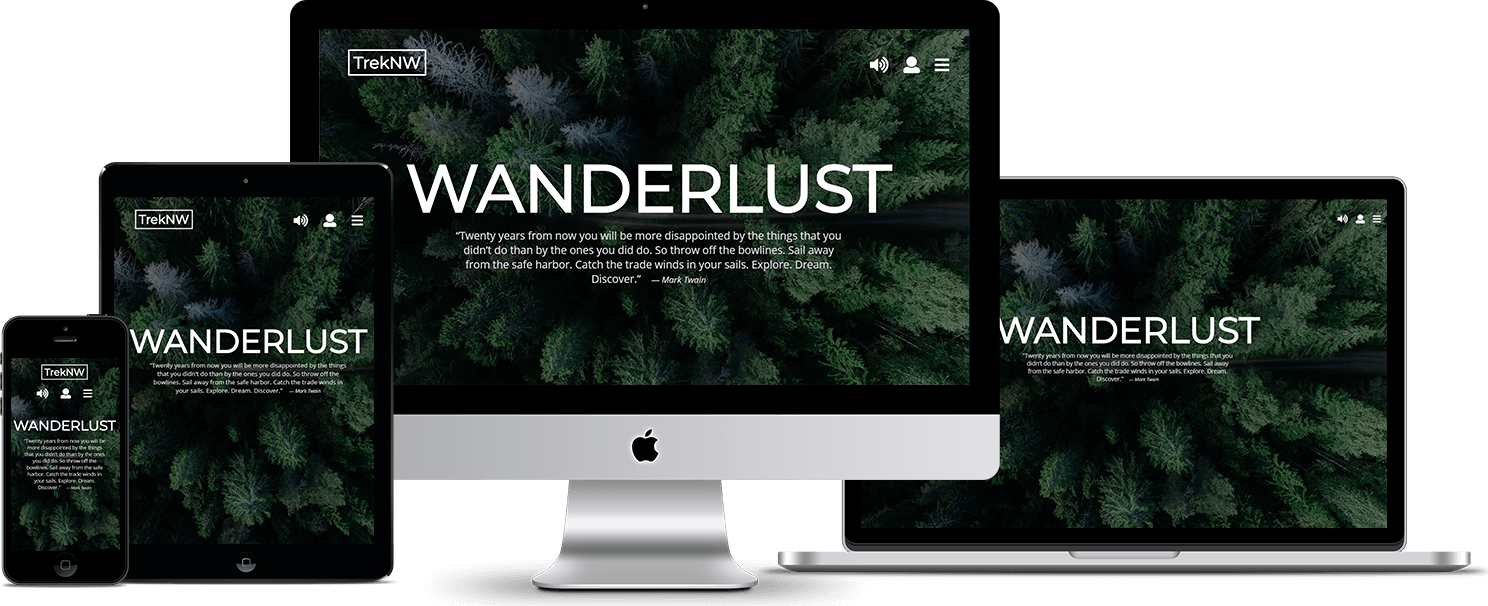 TrekNW
WANDERLUST
“Twenty years from now you will be more disappointed by the things that you
didn’t do than by the ones you did do. So throw off the bowlines. Sail away
from the safe harbor. Catch the trade winds in your sails. Explore. Dream.
Discover.” — Mark Twain
TrekNW
WANDERLUST
“Twenty years from now you will be more disappointed by the things
that you didn’t do than by the ones you did do. So throw off the
bowlines. Sail away from the safe harbor. Catch the trade winds in
your sails. Explore. Dream. Discover.” — Mark Twain
TrekNW
WANDERLUST
“Twenty years from now you will be
more disappointed by the things
that you didn’t do than by the ones
you did do. So throw off the
bowlines. Sail away from the safe
harbor. Catch the trade winds in
your sails. Explore. Dream.
Discover.” — Mark Twain
WANDERLUST
“Twenty years from now you will be more disappointed by the things that you
didn’t do than by the ones you did do. So throw off the bowlines. Sail away
from the safe harbor. Catch the trade winds in your sails. Explore. Dream.
Discover.” — Mark Twain